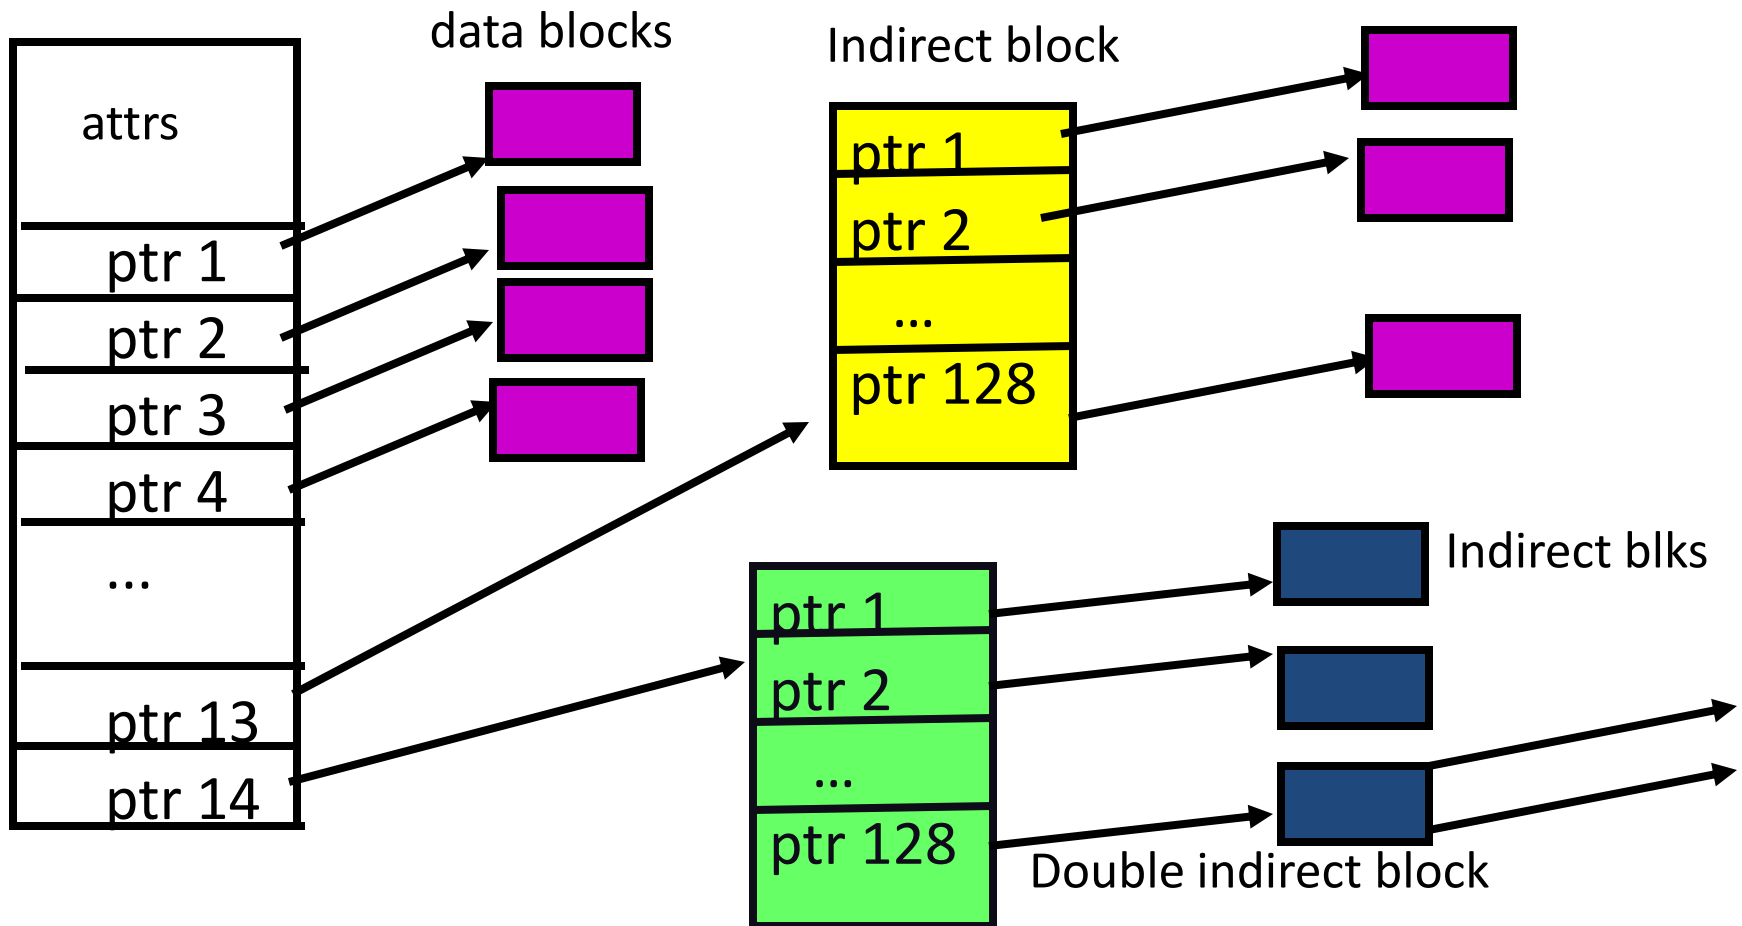 attrs
ptr 1
ptr 2
ptr 3
ptr 4
...
ptr 13
ptr 14
data blocks
Indirect block
ptr 1
ptr 2
...
ptr 128
ptr 1
ptr 2
...
ptr 128
Indirect blks
Double indirect block